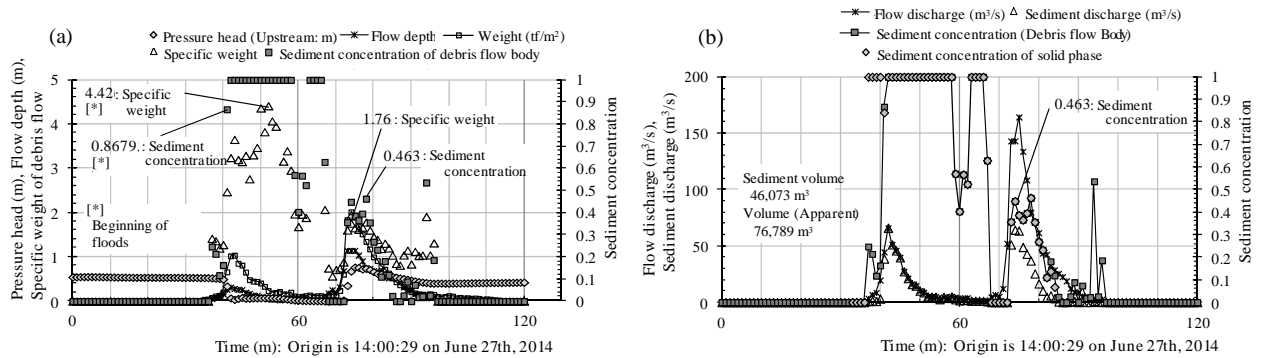 (a)
Pressure head (Upstream: m)
Flow depth
Weight (tf/m²)
Specific weight
Sediment concentration of debris flow body
Pressure head (m), Flow depth (m),
Specific weight of debris flow
5
4
3
2
1
0
4.42 : Specific
[*] weight
0.8679. : Sediment
[*] concentration
[*]
Beginning of
floods
1.76 : Specific weight
0.463 : Sediment
concentration
1
0.9
0.8
0.7
0.6
0.5
0.4
0.3
0.2
0.1
0
Sediment concentration
0
60
120
Time (m): Origin is 14:00:29 on June 27th, 2014
(b)
Flow discharge (m³/s)
Sediment discharge (m³/s)
Sediment concentration (Debris flow Body)
Sediment concentration of solid phase
Flow discharge (m³/s),
Sediment discharge (m³/s)
200
150
100
50
0
Sediment volume
46,073 m³
Volume (Apparent)
76,789 m³
0.463 : Sediment
concentration
1
0.9
0.8
0.7
0.6
0.5
0.4
0.3
0.2
0.1
0
Sediment concentration
0
60
120
Time (m): Origin is 14:00:29 on June 27th, 2014